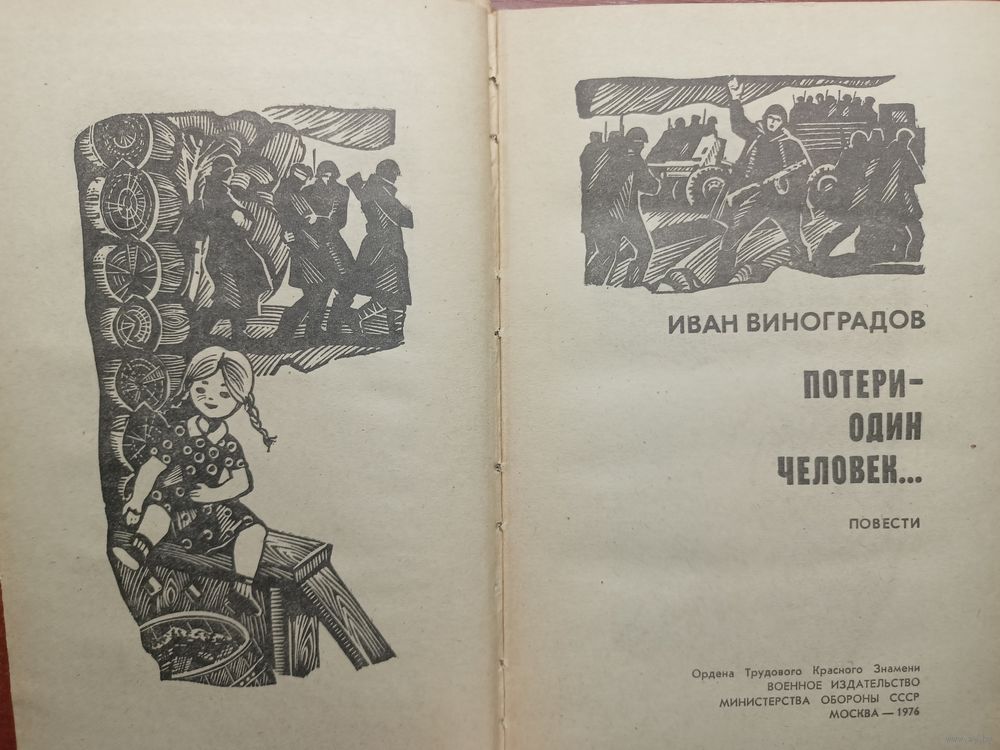 ИВАН ВИНОГРАДОВ
ПОТЕРИ–
ОДИН
ЧЕЛОВЕК...
ПОВЕСТИ
Ордена Трудового Красного Знамени
ВОЕННОЕ ИЗДАТЕЛЬСТВО
МИНИСТЕРСТВА ОБОРОНЫ СССР
МОСКВА — 1976